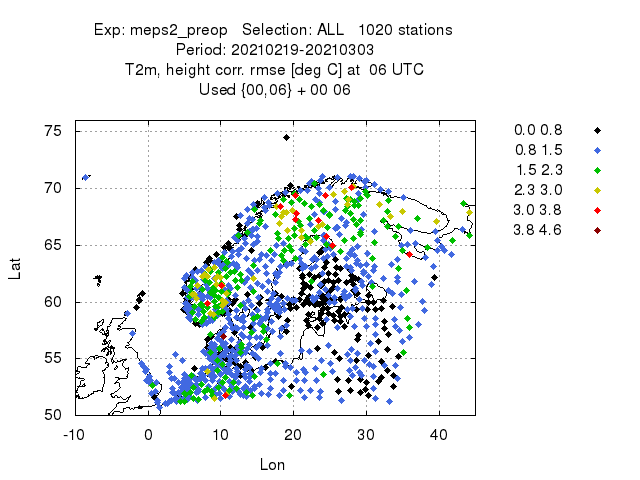 Exp: meps2_preop   Selection: ALL   1020 stations
Period: 20210219-20210303
T2m, height corr. rmse [deg C] at  06 UTC
Used {00,06} + 00 06
0.0 0.8
0.8 1.5
1.5 2.3
2.3 3.0
3.0 3.8
3.8 4.6
75
70
65
60
55
50
Lat
-10 0 10 20 30 40
Lon